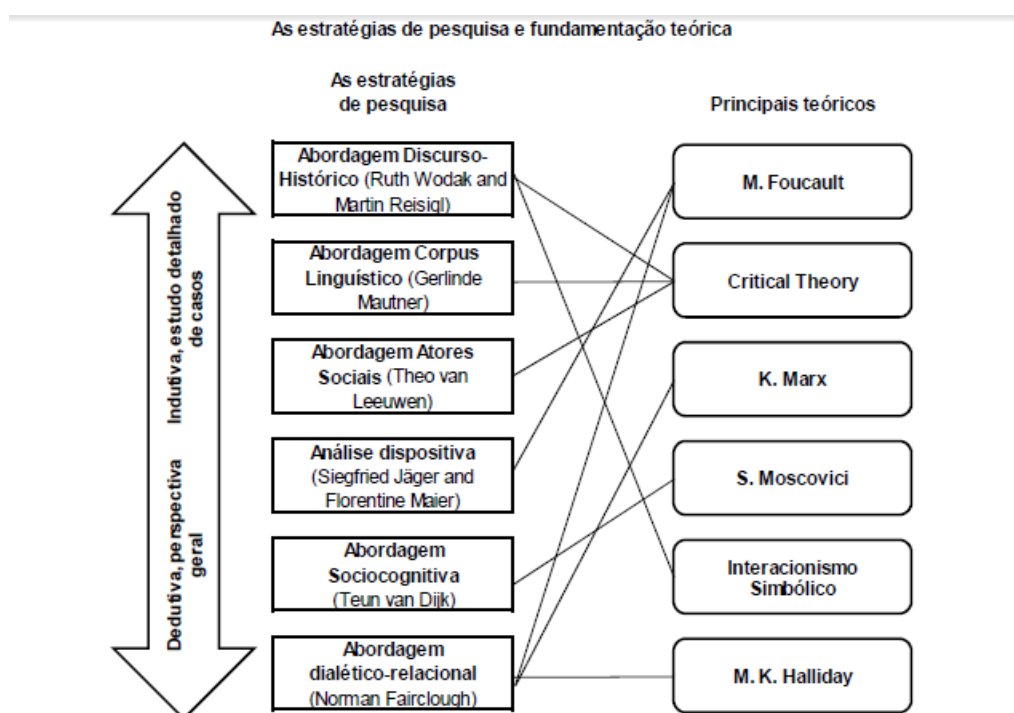 As estratégias de pesquisa e fundamentação teórica
As estratégias
de pesquisa
Principais teóricos
Indutiva, estudo detalhado
de casos
Dedutiva, perspectiva
geral
Abordagem Discurso-
Histórico (Ruth Wodak and
Martin Reisigl)
Abordagem Corpus
Linguístico (Gerlinde
Mautner)
Abordagem Atores
Sociais (Theo van
Leeuwen)
Análise dispositiva
(Siegfried Jäger and
Florentine Maier)
Abordagem
Sociocognitiva
(Teun van Dijk)
Abordagem
dialético-relacional
(Norman Fairclough)
M. Foucault
Critical Theory
K. Marx
S. Moscovici
Interacionismo
Simbólico
M. K. Halliday